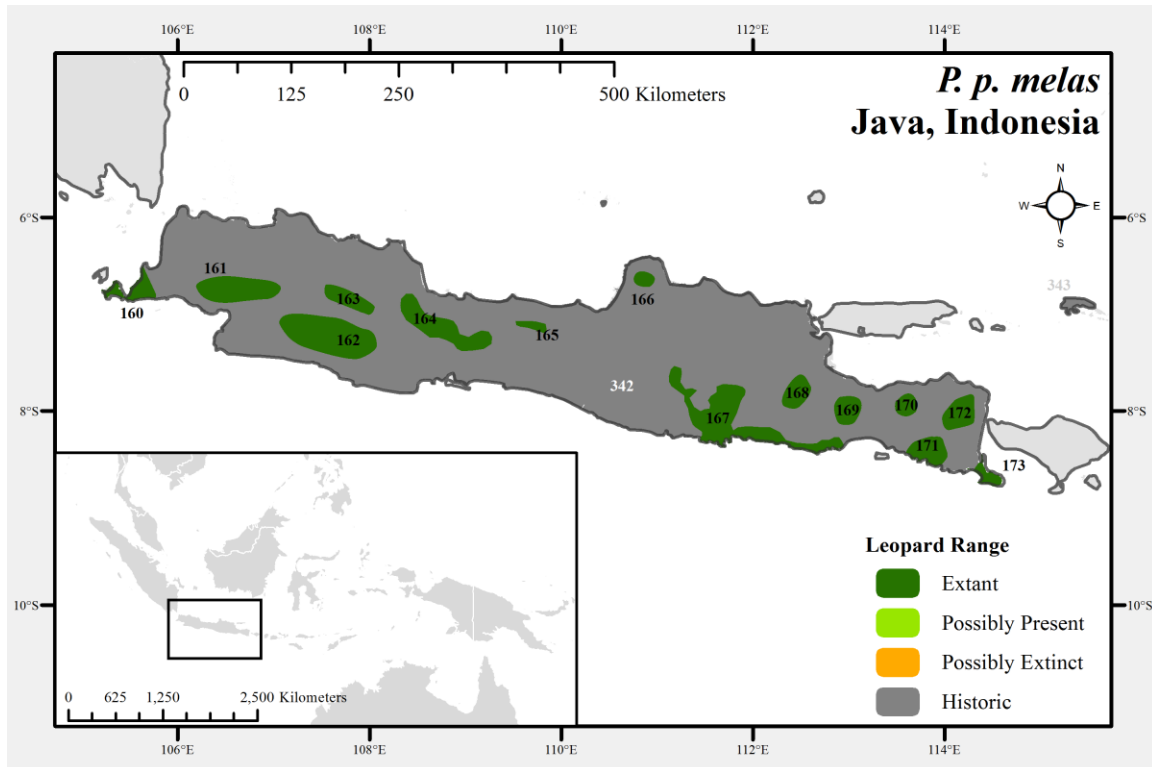 106°E 108°E 110°E 112°E 114°E
0 125 250 500 Kilometers
P. p. melas
Java, Indonesia
N
W E
S
6°S 6°S
161
160
163
162
164
165
166
343
342
167
168
169
170
172
171
173
8°S 8°S
Leopard Range
Extant
Possibly Present
Possibly Extinct
Historic
10°S 10°S
0 625 1,250 2,500 Kilometers
106°E 108°E 110°E 112°E 114°E